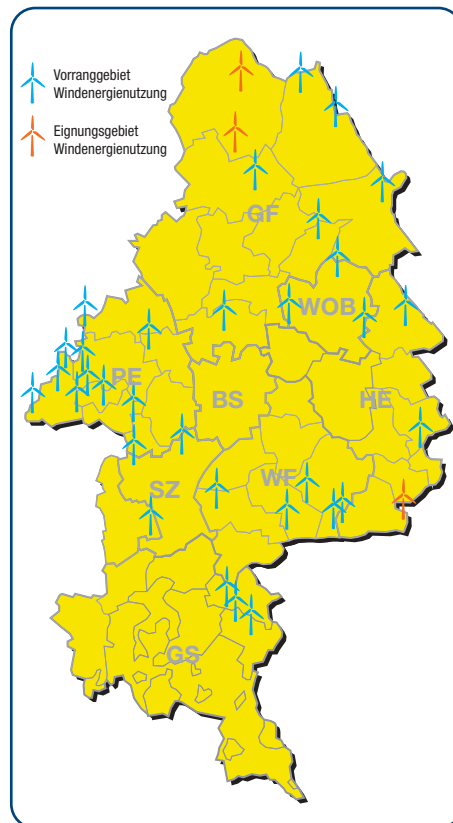 Vorranggebiet
Windenergienutzung
Eignungsgebiet
Windenergienutzung
GF
WOB
PE
BS
HE
SZ
WF
GS